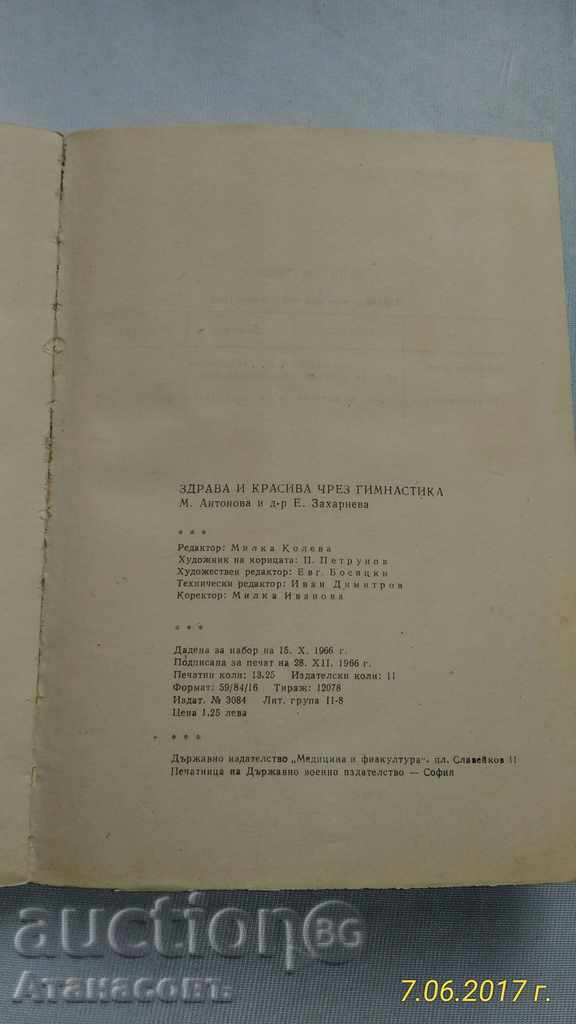 ЗДРАВА И КРАСИВА ЧРЕЗ ГИМНАСТИКА
М. Антонова и д-р Е. Захариева
* * *
Редактор: Милка Колева
Художник на корицата: П. Петрунов
Художествен редактор: Евг. Босяцки
Технически редактор: Иван Димитров
Коректор: Милка Иванова
* * *
Дадена за набор на 15. X. 1966 г.
Подписана за печат на 28. XII. 1966 г.
Печатни коли: 13,25 Издателски коли: 11
Формат: 59/84/16 Тираж: 12078
Издат. № 3084 Лит. група II-8
Цена 1,25 лева
* * *
Държавно издателство „Медицина и физкултура“, пл. Славейков 11
Печатница на Държавно военно издателство — София
auctionBG
Атанасовъ
7.06.2017 г.